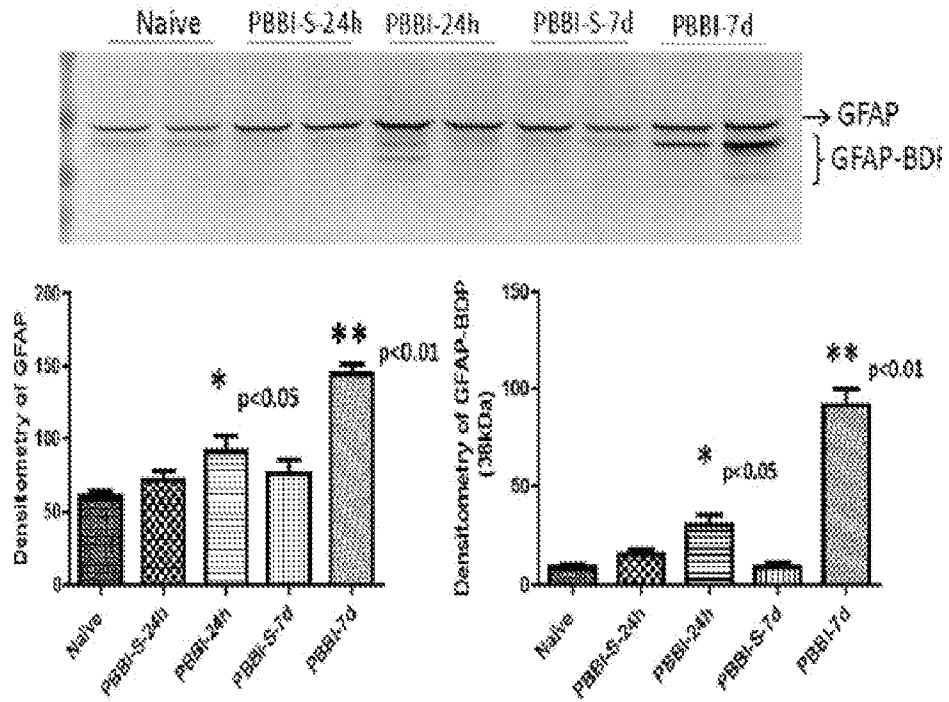 Naive PBBI-S-24h PBBI-24h PBBI-S-7d PBBI-7d
GFAP
GFAP-BDP
Densitometry of GFAP
200
150
100
50
0
*
p<0.05
**
p<0.01
Naive
PBBI-S-24h
PBBI-24h
PBBI-S-7d
PBBI-7d
Densitometry of GFAP-BDP
(38kDa)
150
100
50
0
*
p<0.05
**
p<0.01
Naive
PBBI-S-24h
PBBI-24h
PBBI-S-7d
PBBI-7d